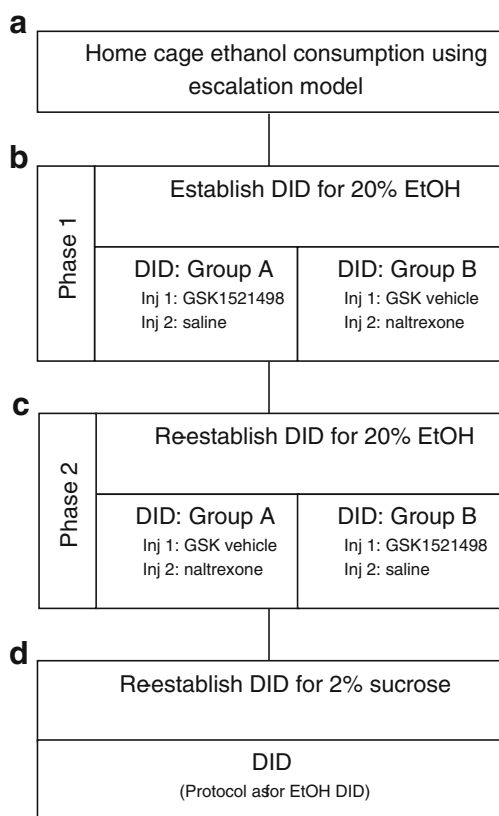 a
Home cage ethanol consumption using
escalation model
b
Phase 1
Establish DID for 20% EtOH
DID: Group A
Inj 1: GSK1521498
Inj 2: saline
DID: Group B
Inj 1: GSK vehicle
Inj 2: naltrexone
c
Phase 2
Re-establish DID for 20% EtOH
DID: Group A
Inj 1: GSK vehicle
Inj 2: naltrexone
DID: Group B
Inj 1: GSK1521498
Inj 2: saline
d
Re-establish DID for 2% sucrose
DID
(Protocol as for EtOH DID)